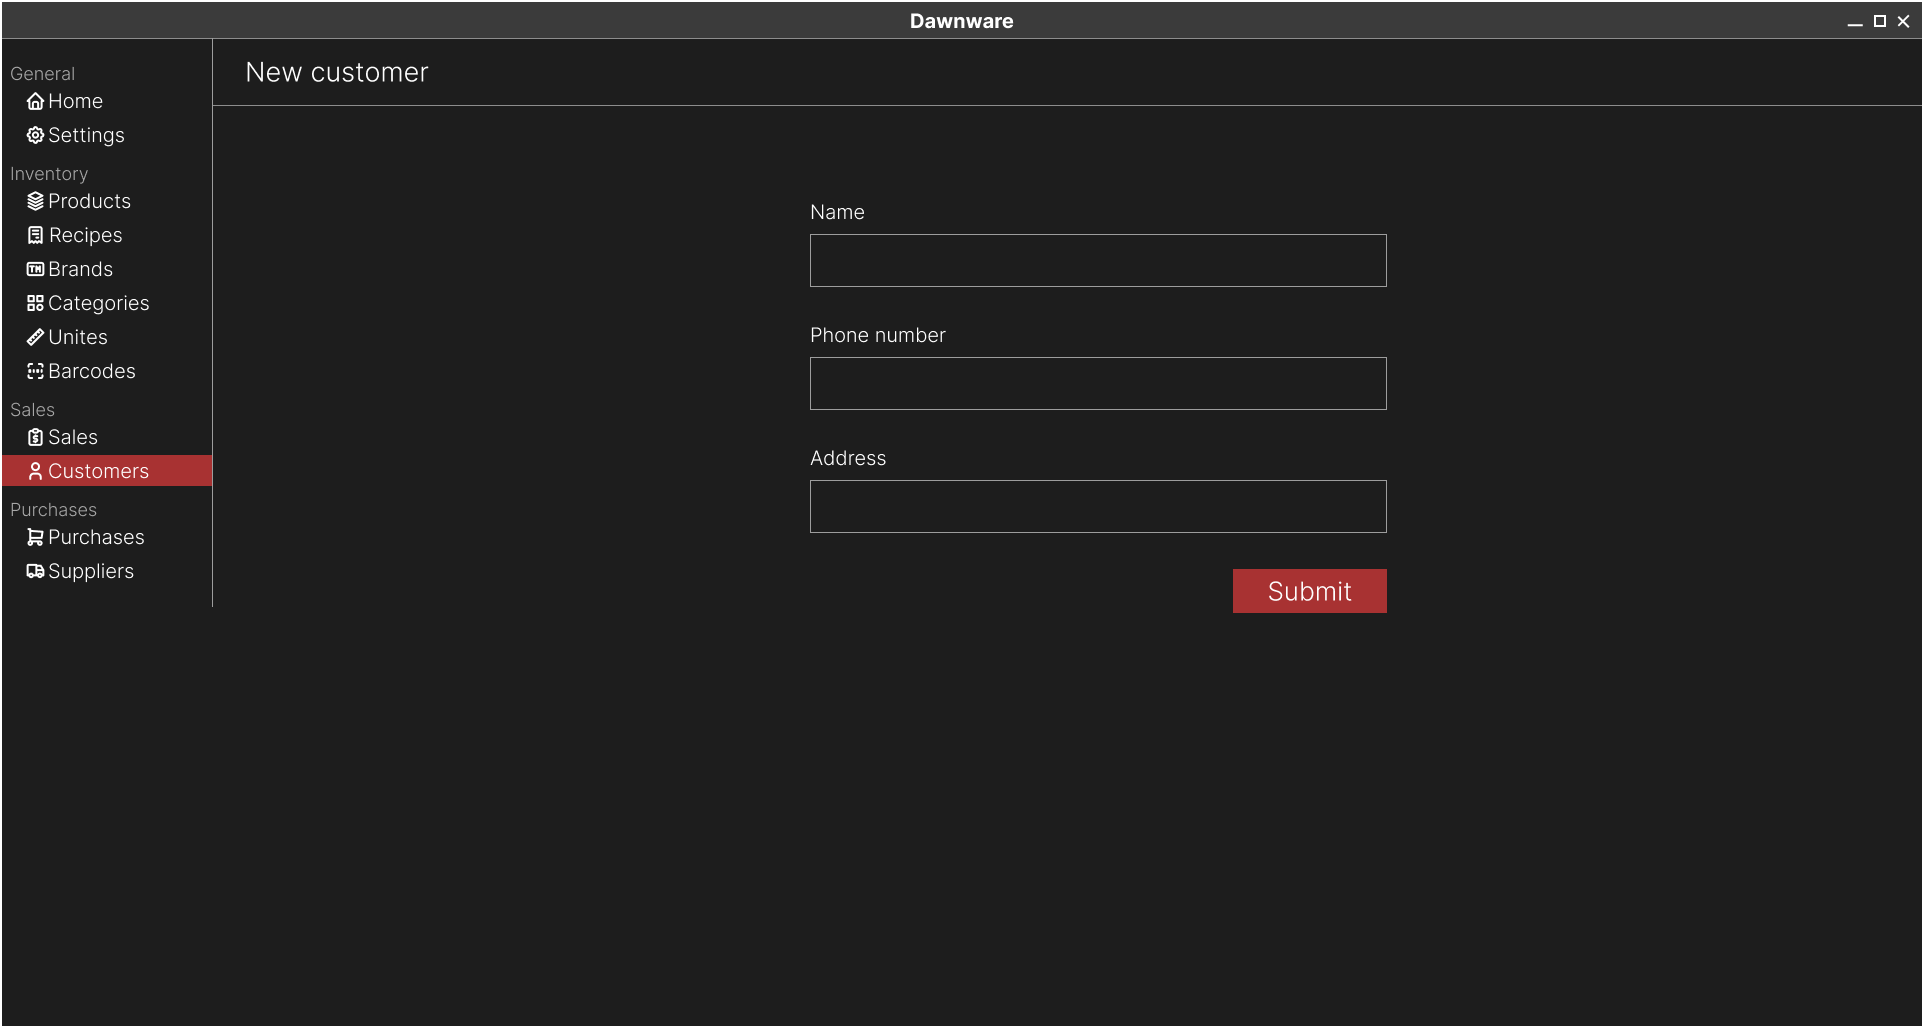 Dawnware
General
Home
Settings
Inventory
Products
Recipes
Brands
Categories
Unites
Barcodes
Sales
Sales
Customers
Purchases
Purchases
Suppliers
New customer
Name
Phone number
Address
Submit